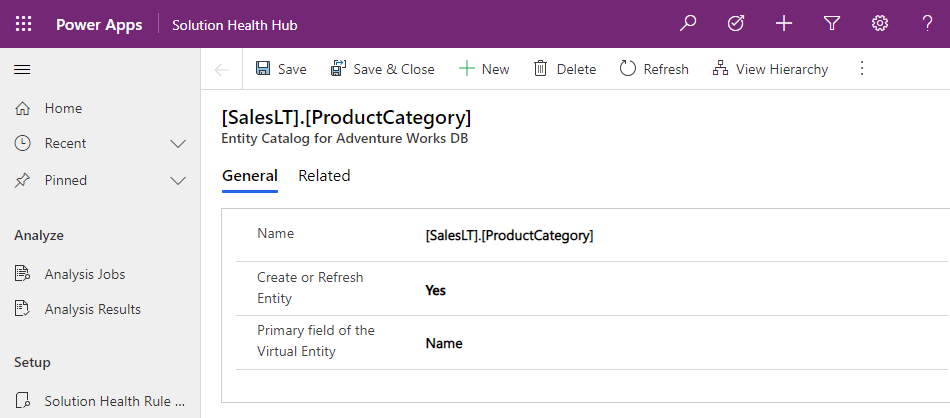 Power Apps Solution Health Hub
Save Save & Close New Delete Refresh View Hierarchy
Home
Recent
Pinned
Analyze
Analysis Jobs
Analysis Results
Setup
Solution Health Rule ...
[SalesLT].[ProductCategory]
Entity Catalog for Adventure Works DB
General Related
Name [SalesLT].[ProductCategory]
Create or Refresh
Entity Yes
Primary field of the
Virtual Entity Name